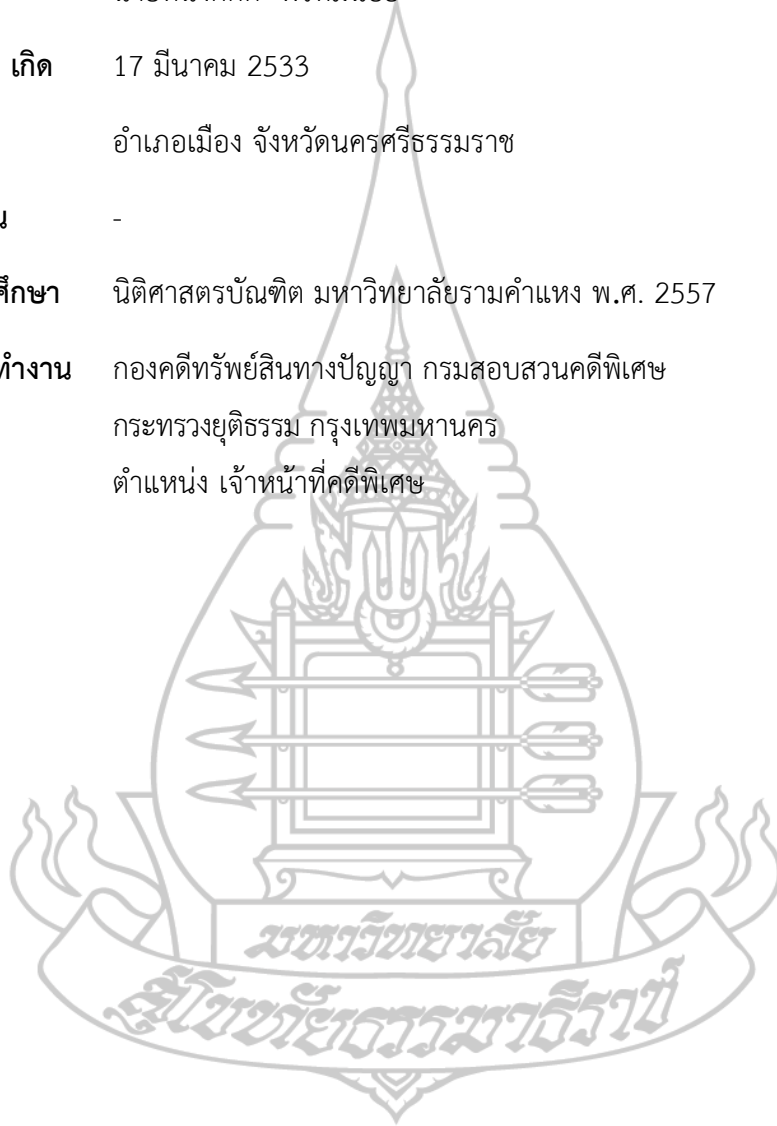 เกิด 17 มีนาคม 2533
อำเภอเมือง จังหวัดนครศรีธรรมราช
น -
ศึกษา นิติศาสตรบัณฑิต มหาวิทยาลัยรามคำแหง พ.ศ. 2557
ทำงาน กองคดีทรัพย์สินทางปัญญา กรมสอบสวนคดีพิเศษ
กระทรวงยุติธรรม กรุงเทพมหานคร
ตำแหน่ง เจ้าหน้าที่คดีพิเศษ
มหาวิทยาลัย
สุโขทัยธรรมาธิราช